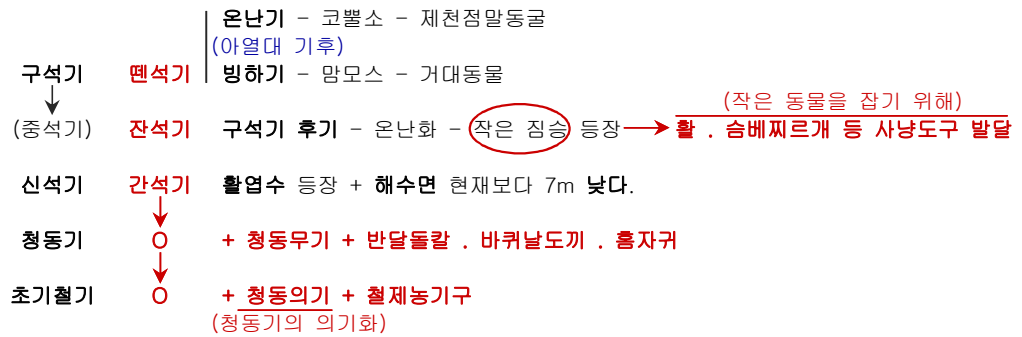 온난기 – 코뿔소 – 제천점말동굴
(아열대 기후)
구석기 뗀석기 빙하기 – 맘모스 – 거대동물
(작은 동물을 잡기 위해)
(중석기) 잔석기 구석기 후기 – 온난화 – 작은 짐승 등장 활 . 슴베찌르개 등 사냥도구 발달
신석기 간석기 활엽수 등장 + 해수면 현재보다 7m 낮다.
청동기 O + 청동무기 + 반달돌칼 . 바퀴날도끼 . 홈자귀
초기철기 O + 청동의기 + 철제농기구
(청동기의 의기화)